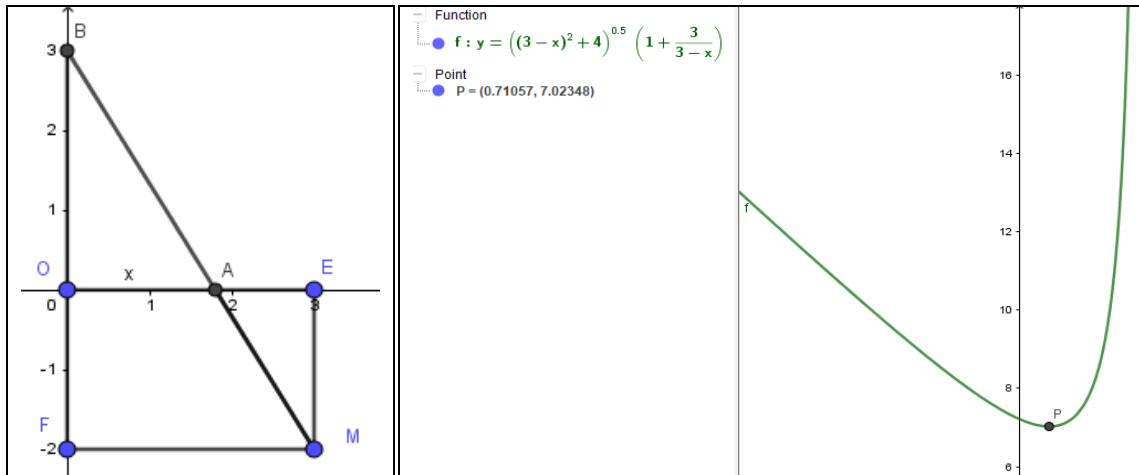 B
3
2
1
O
x
A
E
0
1
2
3
-1
F
M
-2
Function
f : y = ((3 − x)² + 4)^0.5 (1 + 3/(3 − x))
Point
P = (0.71057, 7.02348)
16
14
12
f
10
8
P
6